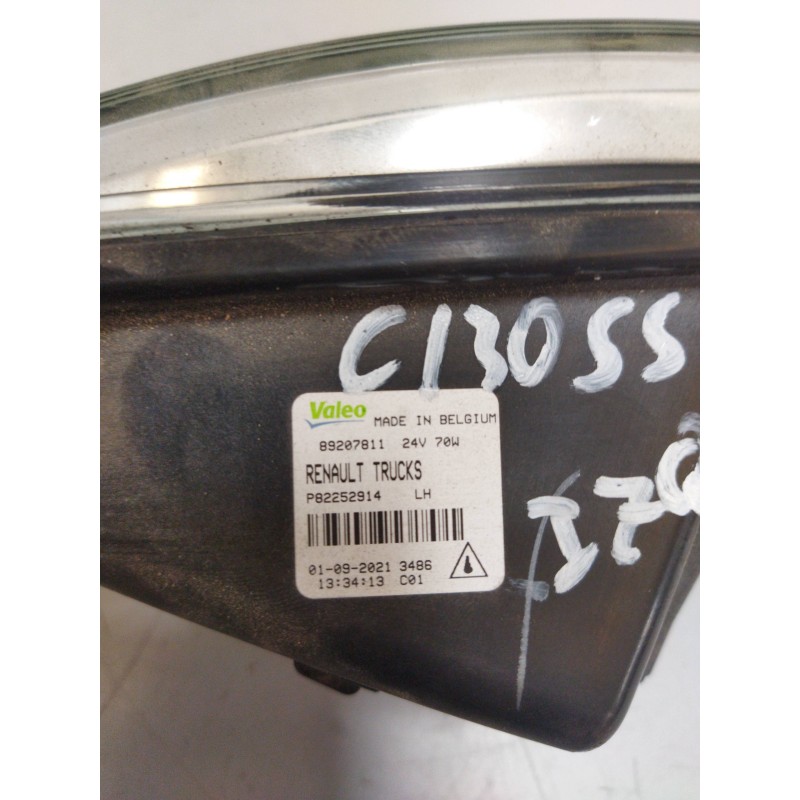 C13055
Valeo MADE IN BELGIUM
89207811 24V 70W
RENAULT TRUCKS
P82252914 LH
01-09-2021 3486
13:34:13 C01